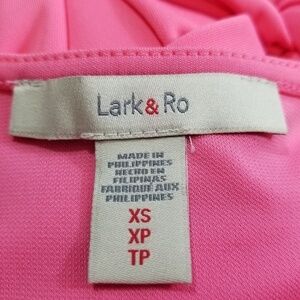 Lark & Ro
MADE IN
PHILIPPINES
HECHO EN
FILIPINAS
FABRIQUÉ AUX
PHILIPPINES
XS
XP
TP